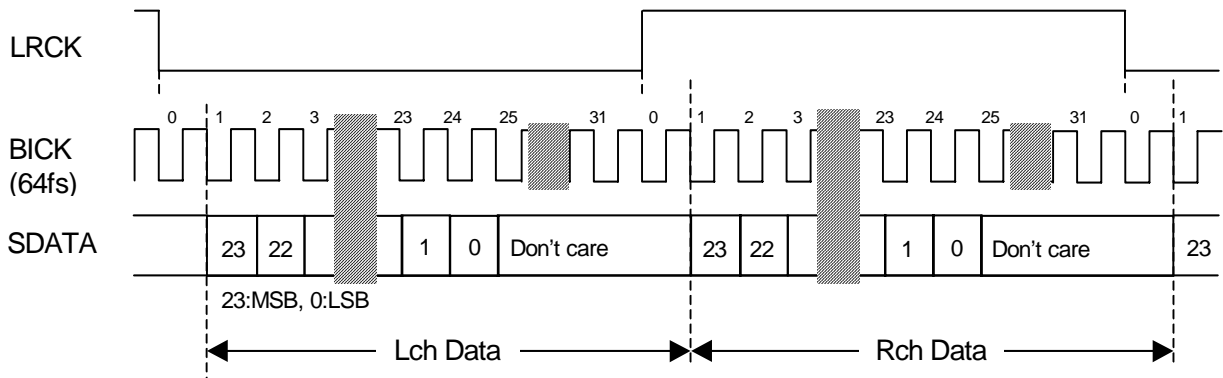 LRCK
0 1 2 3 23 24 25 31 0 1 2 3 23 24 25 31 0 1
BICK
(64fs)
SDATA 23 22 1 0 Don't care 23 22 1 0 Don't care 23
23:MSB, 0:LSB
Lch Data Rch Data